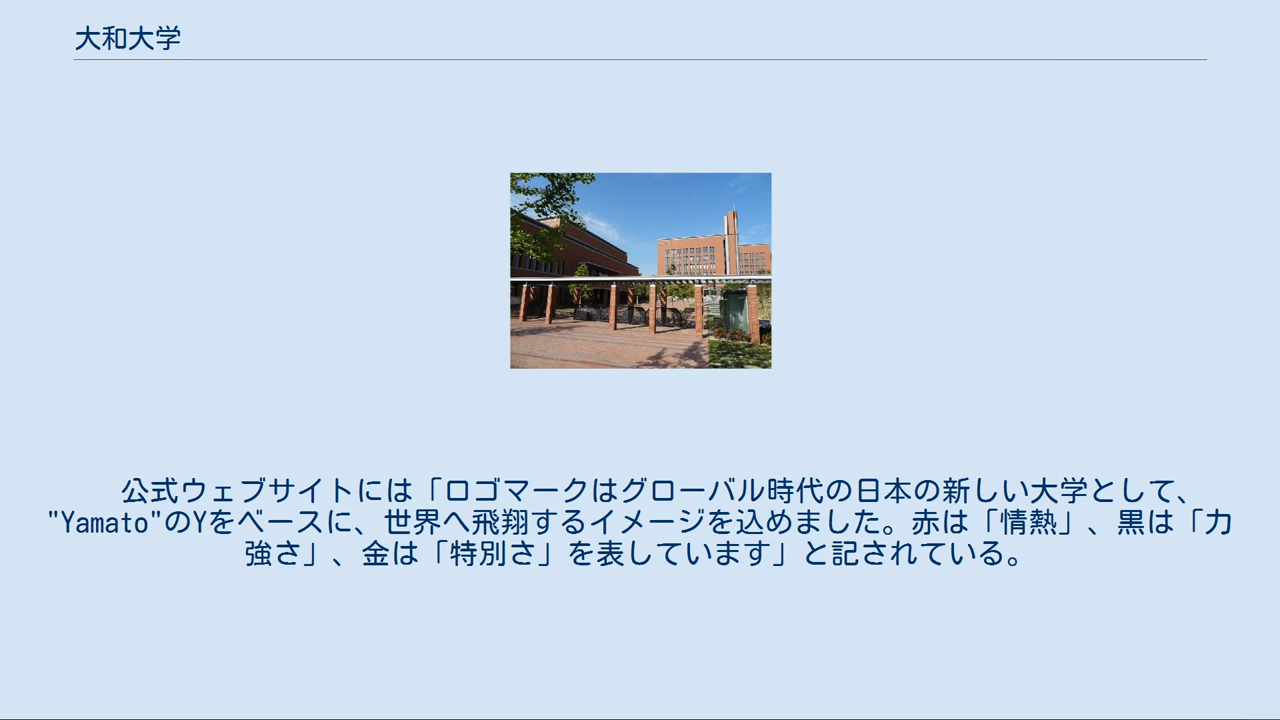 大和大学
公式ウェブサイトには「ロゴマークはグローバル時代の日本の新しい大学として、
"Yamato"のYをベースに、世界へ飛翔するイメージを込めました。赤は「情熱」、黒は「力
強さ」、金は「特別さ」を表しています」と記されている。